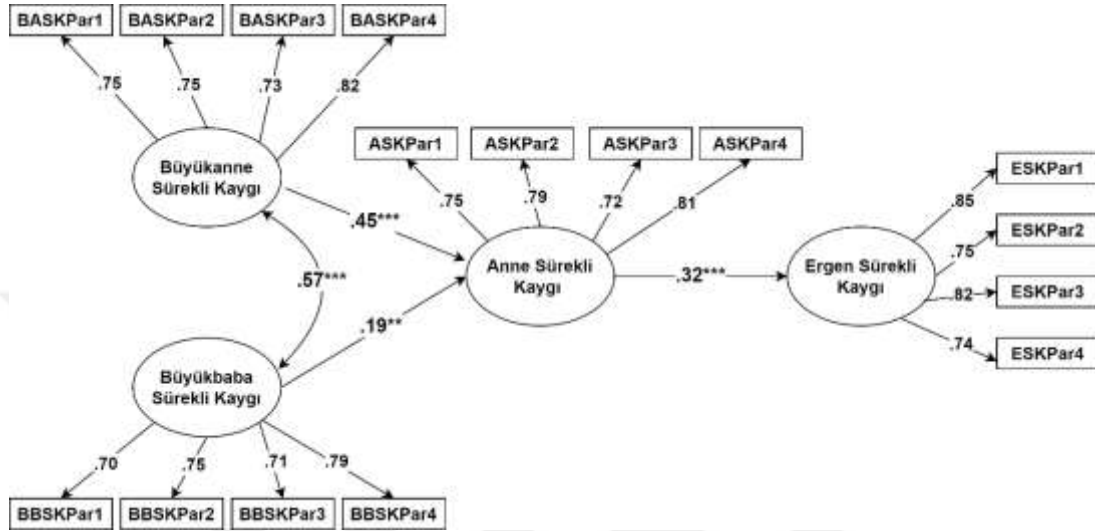 BASKPar1 BASKPar2 BASKPar3 BASKPar4
.75 .75 .73 .82
Büyükanne
Sürekli Kaygı
ASKPar1 ASKPar2 ASKPar3 ASKPar4
.75 .79 .72 .81
ESKPar1
.85
ESKPar2
.75
ESKPar3
.82
ESKPar4
.74
.45***
.57***
Anne Sürekli
Kaygı
.32***
Ergen Sürekli
Kaygı
.19**
Büyükbaba
Sürekli Kaygı
.70 .75 .71 .79
BBSKPar1 BBSKPar2 BBSKPar3 BBSKPar4